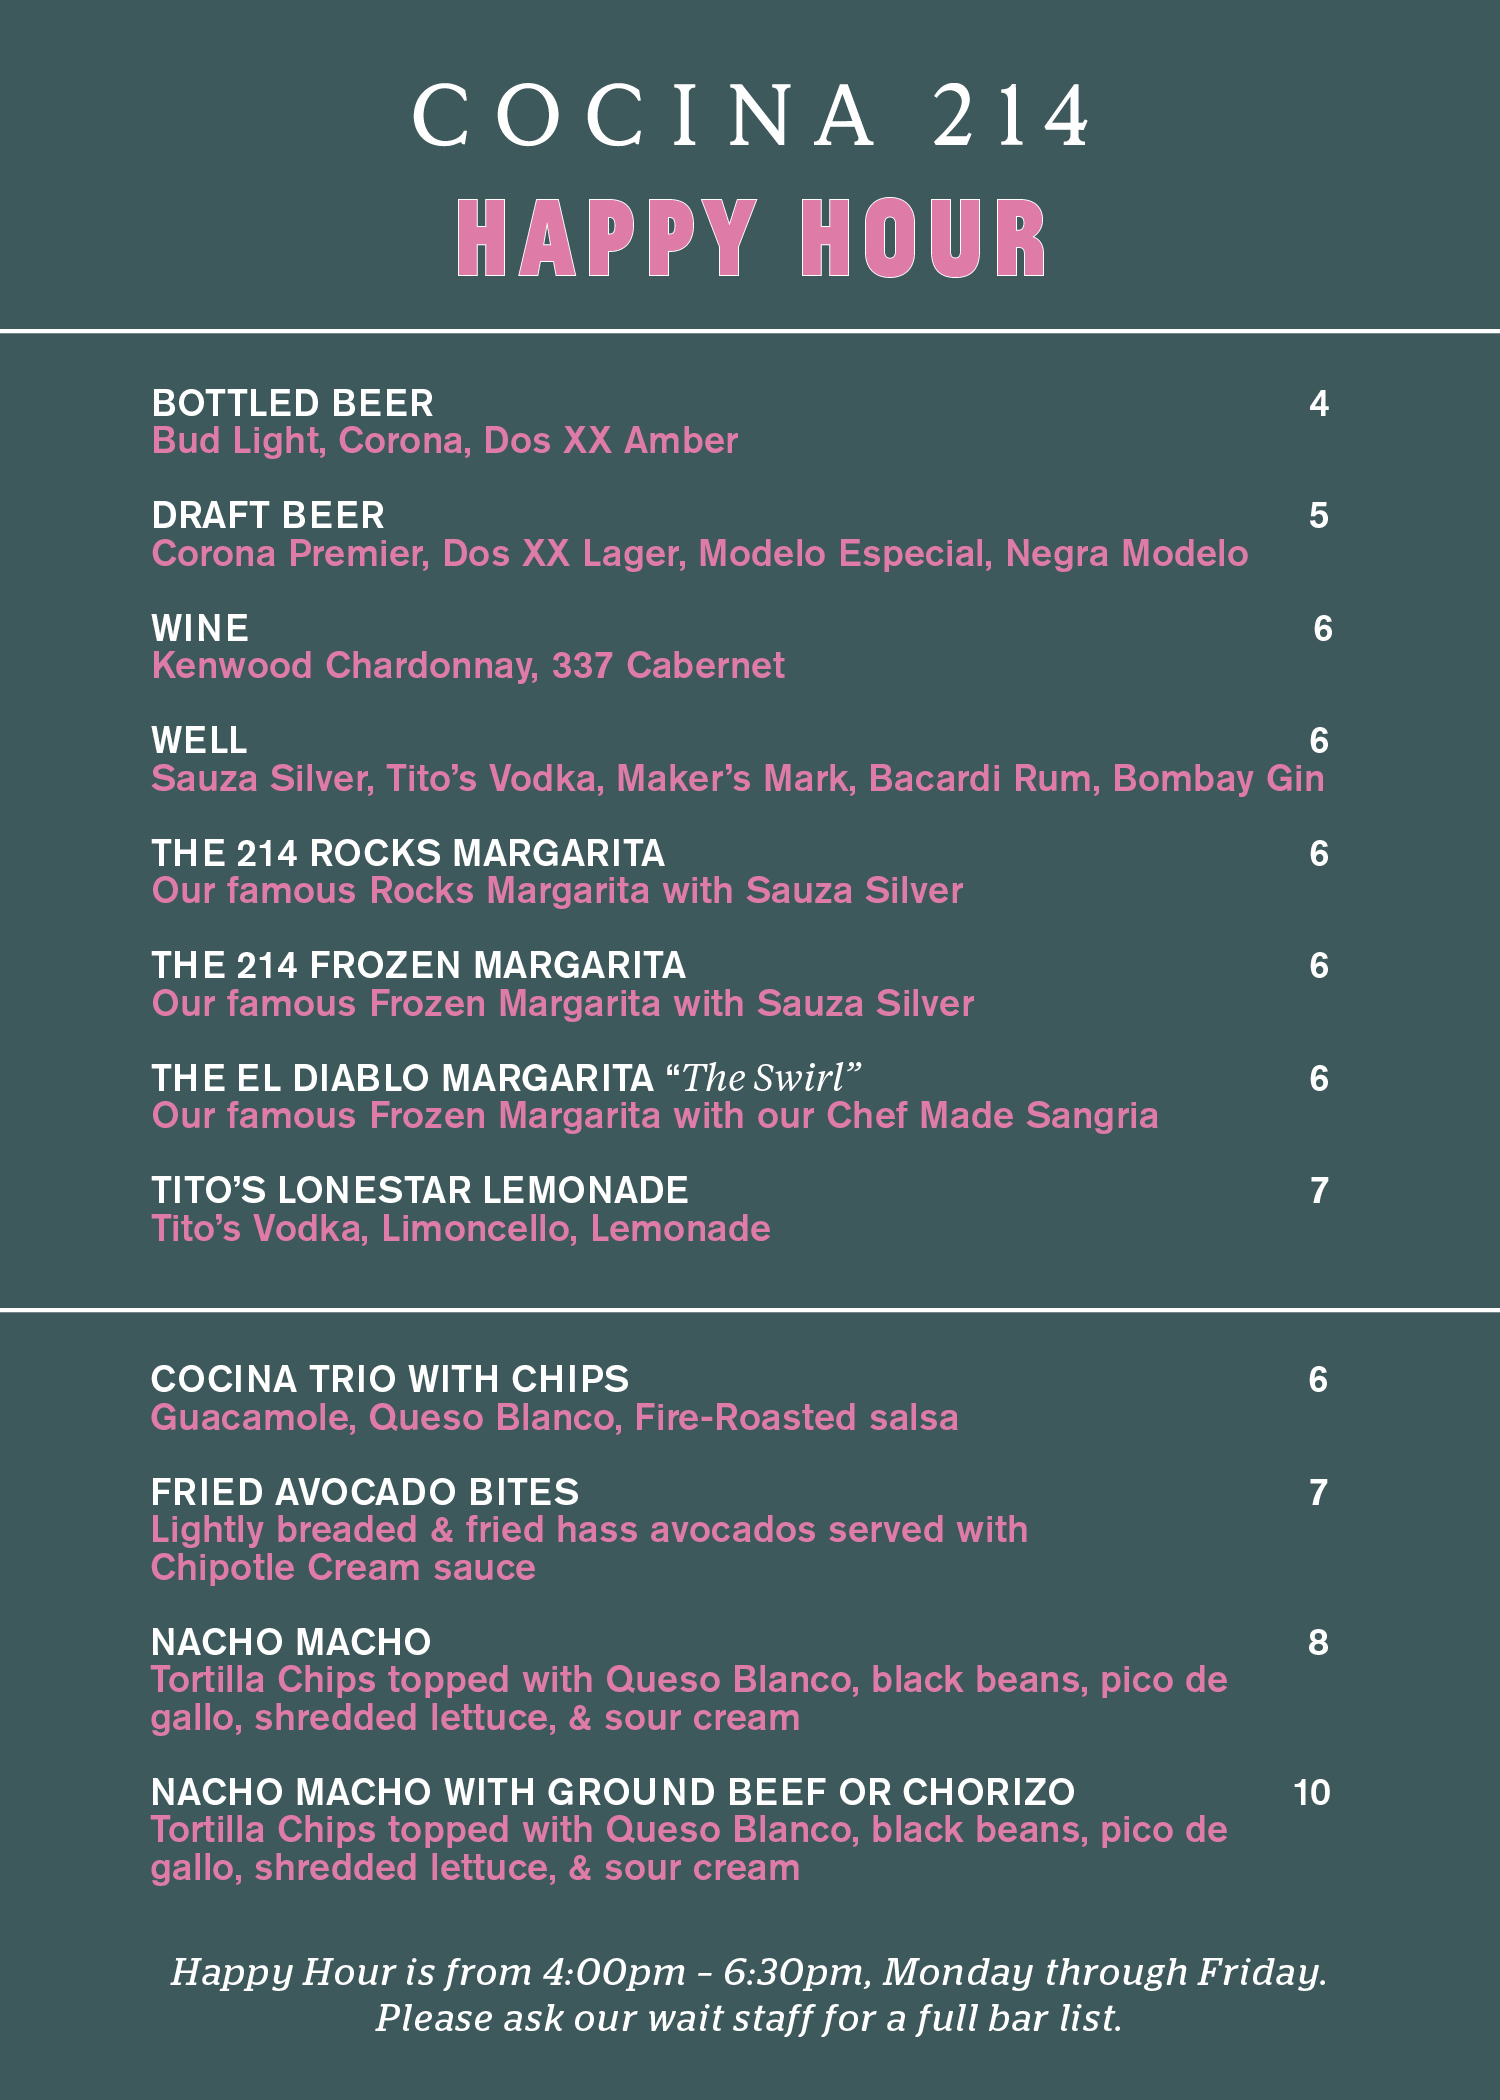 COCINA 214
HAPPY HOUR
BOTTLED BEER 4
Bud Light, Corona, Dos XX Amber
DRAFT BEER 5
Corona Premier, Dos XX Lager, Modelo Especial, Negra Modelo
WINE 6
Kenwood Chardonnay, 337 Cabernet
WELL 6
Sauza Silver, Tito’s Vodka, Maker’s Mark, Bacardi Rum, Bombay Gin
THE 214 ROCKS MARGARITA 6
Our famous Rocks Margarita with Sauza Silver
THE 214 FROZEN MARGARITA 6
Our famous Frozen Margarita with Sauza Silver
THE EL DIABLO MARGARITA “The Swirl” 6
Our famous Frozen Margarita with our Chef Made Sangria
TITO’S LONESTAR LEMONADE 7
Tito’s Vodka, Limoncello, Lemonade
COCINA TRIO WITH CHIPS 6
Guacamole, Queso Blanco, Fire-Roasted salsa
FRIED AVOCADO BITES 7
Lightly breaded & fried hass avocados served with
Chipotle Cream sauce
NACHO MACHO 8
Tortilla Chips topped with Queso Blanco, black beans, pico de
gallo, shredded lettuce, & sour cream
NACHO MACHO WITH GROUND BEEF OR CHORIZO 10
Tortilla Chips topped with Queso Blanco, black beans, pico de
gallo, shredded lettuce, & sour cream
Happy Hour is from 4:00pm – 6:30pm, Monday through Friday.
Please ask our wait staff for a full bar list.